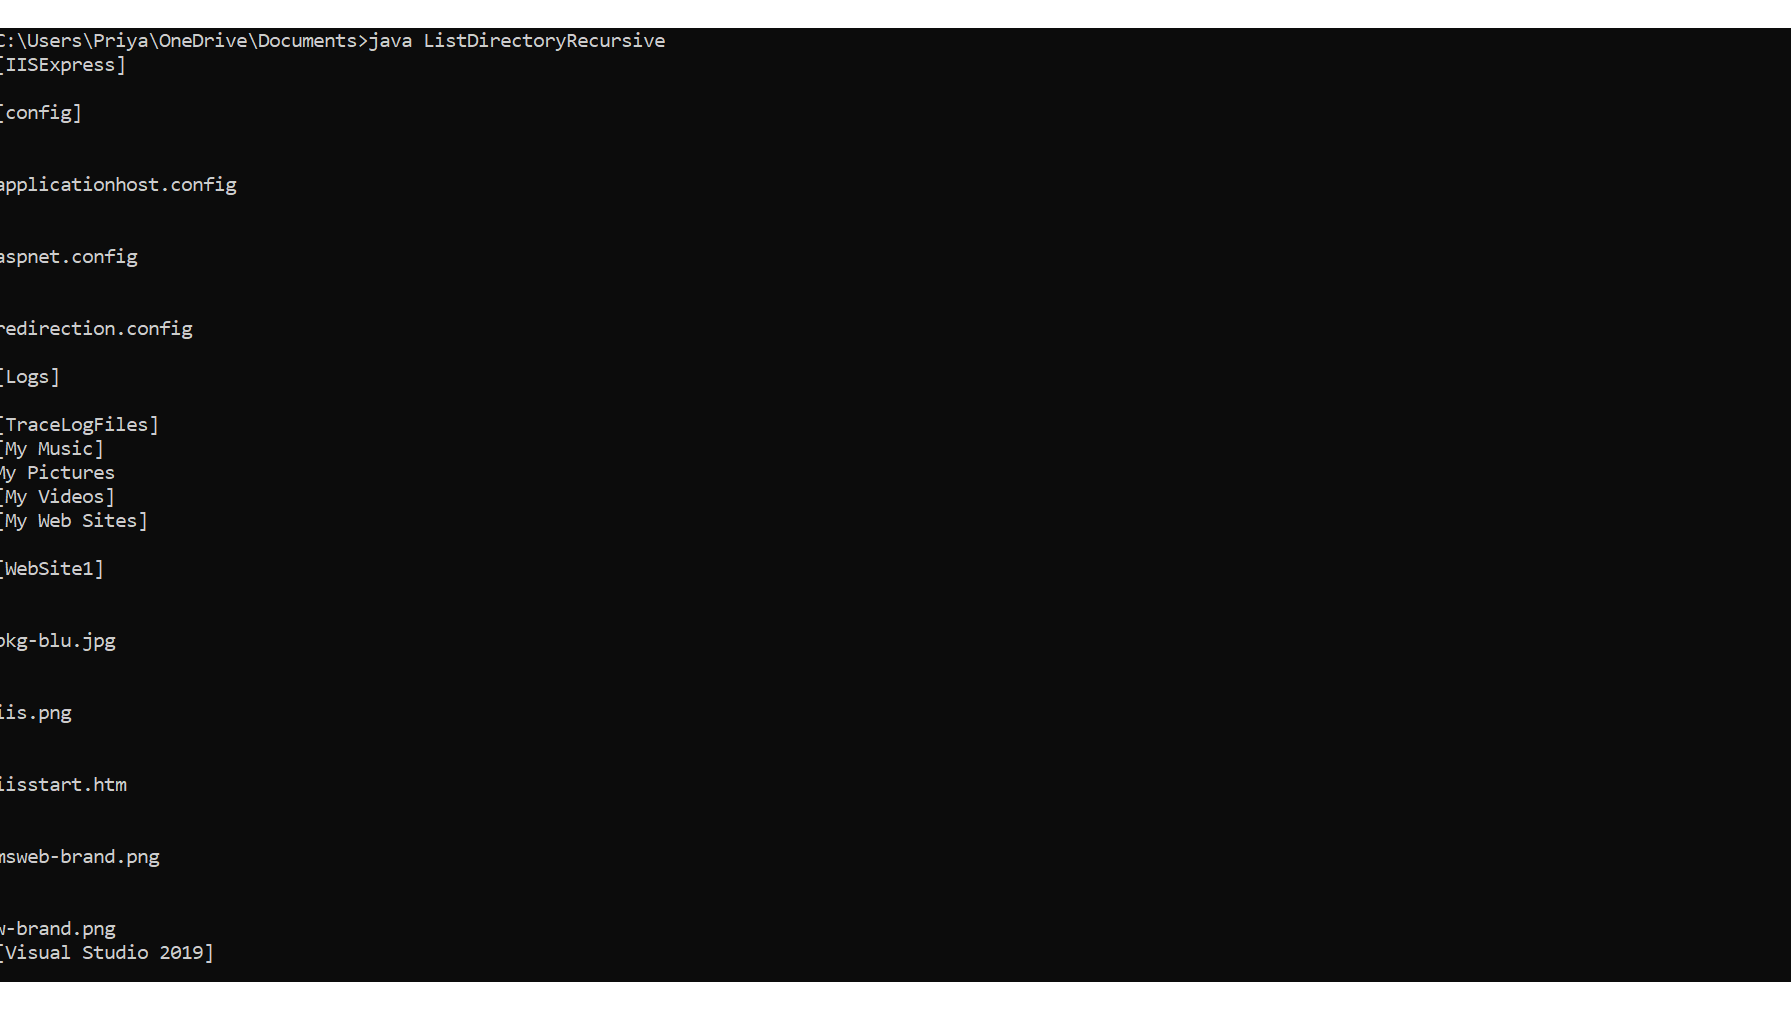 C:\Users\Priya\OneDrive\Documents>java ListDirectoryRecursive
[IISExpress]
[config]
applicationhost.config
aspnet.config
redirection.config
[Logs]
[TraceLogFiles]
[My Music]
My Pictures
[My Videos]
[My Web Sites]
[WebSite1]
bkg-blu.jpg
iis.png
iisstart.htm
msweb-brand.png
w-brand.png
[Visual Studio 2019]